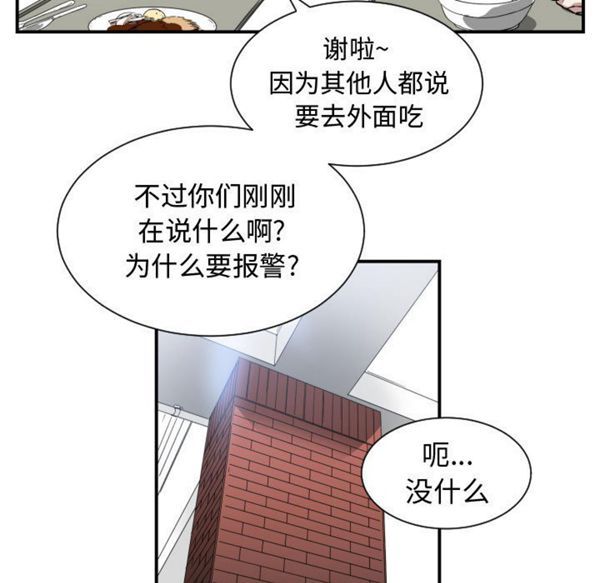 谢啦~
因为其他人都说
要去外面吃
不过你们刚刚
在说什么啊?
为什么要报警?
呃...
没什么